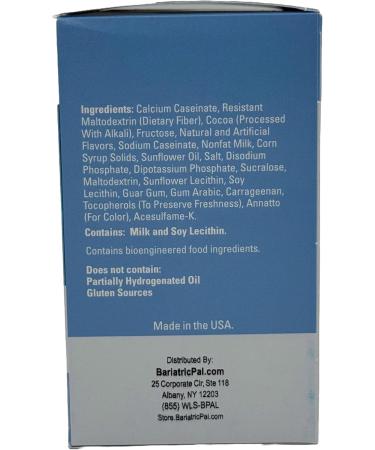 Ingredients: Calcium Caseinate, Resistant
Maltodextrin (Dietary Fiber), Cocoa (Processed
With Alkali), Fructose, Natural and Artificial
Flavors, Sodium Caseinate, Nonfat Milk, Corn
Syrup Solids, Sunflower Oil, Salt, Disodium
Phosphate, Dipotassium Phosphate, Sucralose,
Maltodextrin, Sunflower Lecithin, Soy
Lecithin, Guar Gum, Gum Arabic, Carrageenan,
Tocopherols (To Preserve Freshness), Annatto
(For Color), Acesulfame-K.
Contains: Milk and Soy Lecithin.
Contains bioengineered food ingredients.
Does not contain:
Partially Hydrogenated Oil
Gluten Sources
Made in the USA.
Distributed By:
BariatricPal.com
25 Corporate Cir, Ste 118
Albany, NY 12203
(855) WLS-BPAL
Store.BariatricPal.com